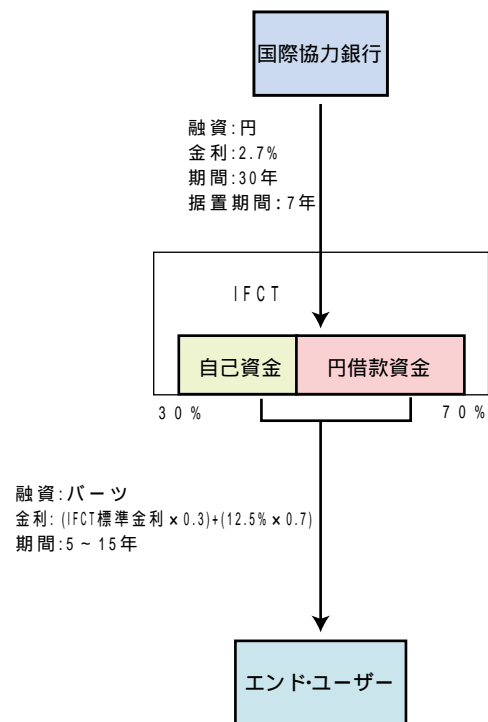 国際協力銀行
融資:円
金利:2.7%
期間:30年
据置期間:7年
IFCT
自己資金
円借款資金
30%
70%
融資:バーツ
金利: (IFCT標準金利×0.3)+(12.5%×0.7)
期間:5~15年
エンド・ユーザー